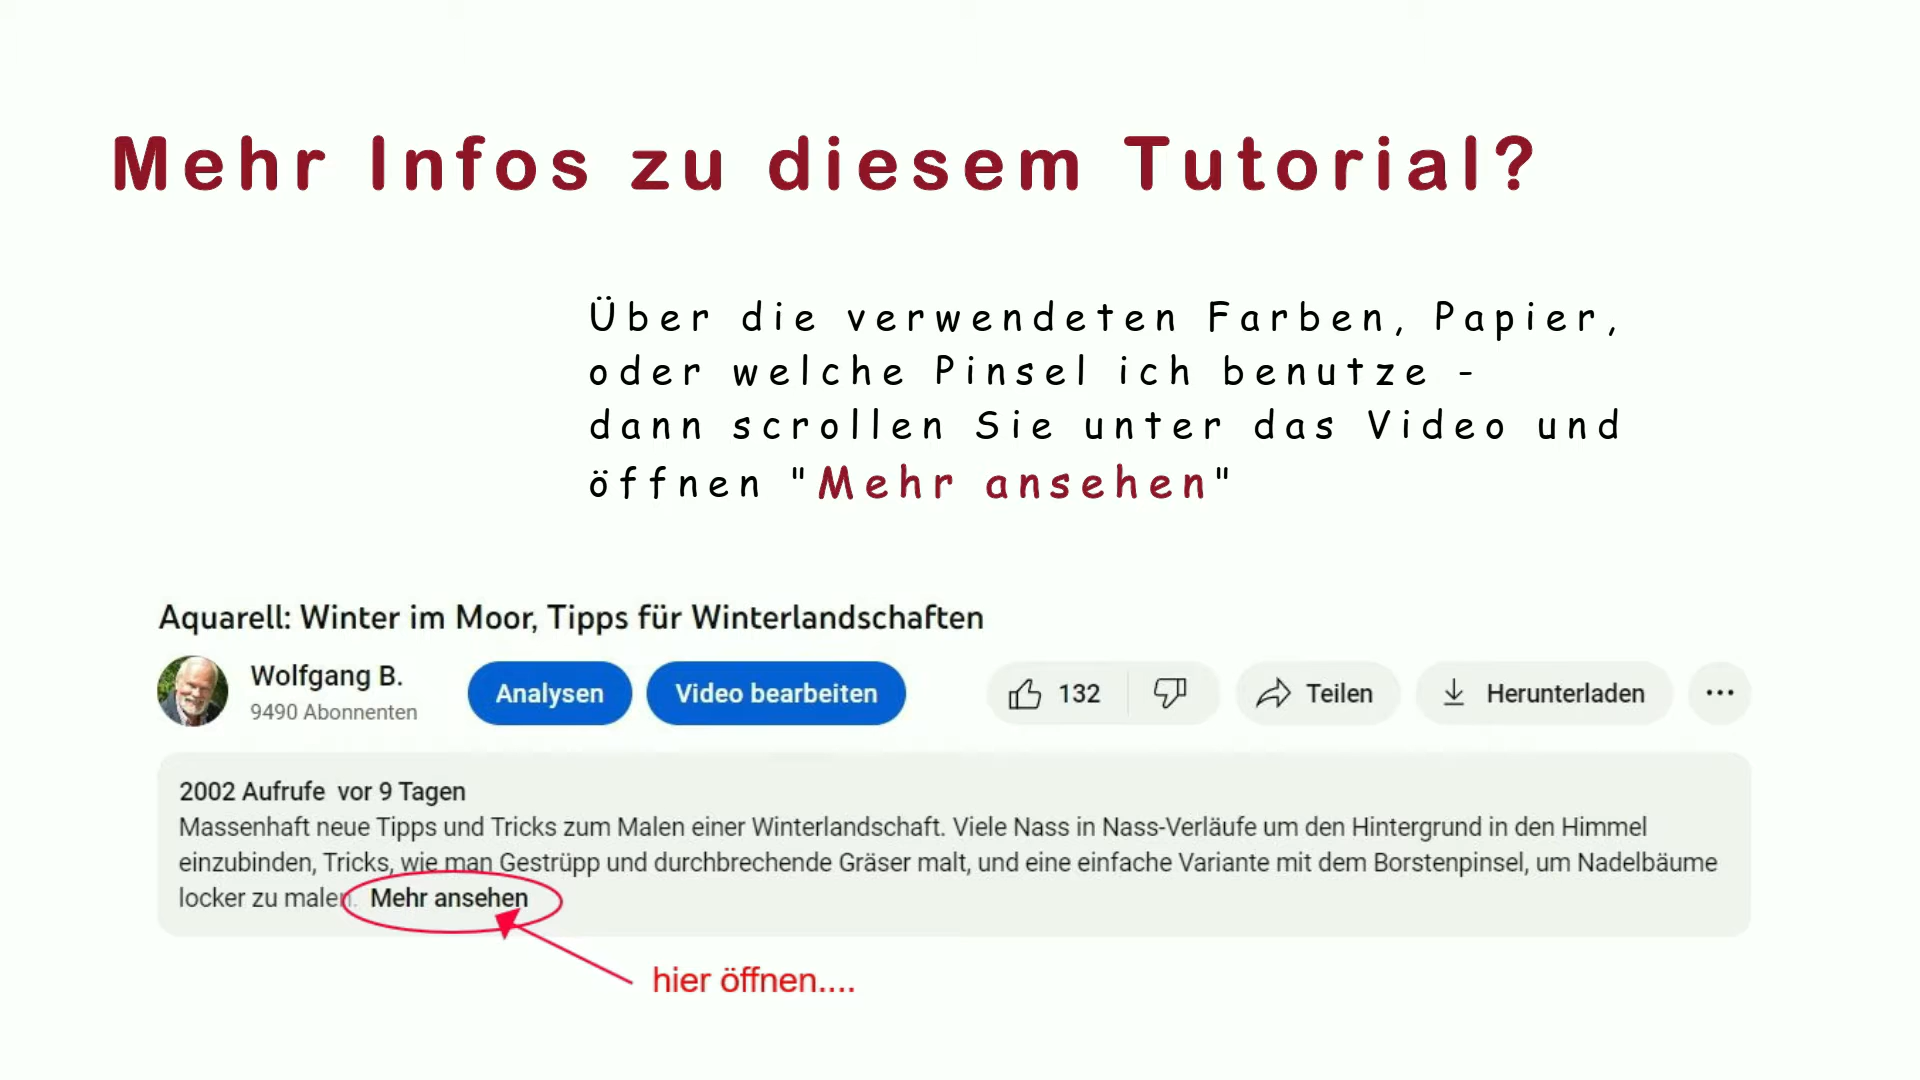 Mehr Infos zu diesem Tutorial?
Über die verwendeten Farben, Papier,
oder welche Pinsel ich benutze -
dann scrollen Sie unter das Video und
öffnen "Mehr ansehen"
Aquarell: Winter im Moor, Tipps für Winterlandschaften
Wolfgang B.
9490 Abonnenten
Analysen
Video bearbeiten
132
Teilen
Herunterladen
2002 Aufrufe vor 9 Tagen
Massenhaft neue Tipps und Tricks zum Malen einer Winterlandschaft. Viele Nass in Nass-Verläufe um den Hintergrund in den Himmel
einzubinden, Tricks, wie man Gestrüpp und durchbrechende Gräser malt, und eine einfache Variante mit dem Borstenpinsel, um Nadelbäume
locker zu malen. Mehr ansehen
hier öffnen....